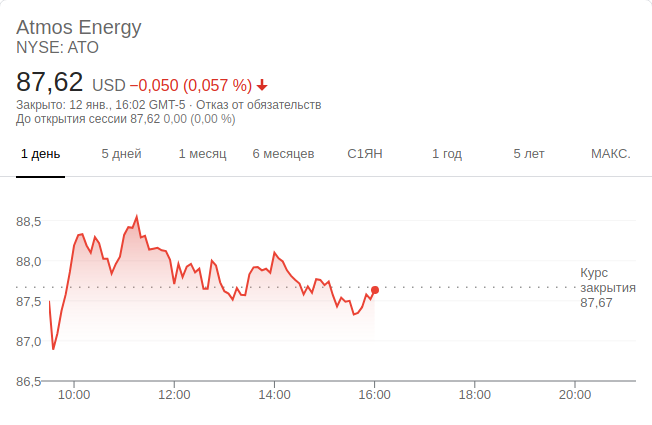 Atmos Energy
NYSE: ATO
87,62 USD −0,050 (0,057 %)
Закрыто: 12 янв., 16:02 GMT-5 · Отказ от обязательств
До открытия сессии 87,62 0,00 (0,00 %)
1 день 5 дней 1 месяц 6 месяцев С1ЯН 1 год 5 лет МАКС.
88,5
88,0
Курс
закрытия
87,67
87,5
87,0
86,5
10:00 12:00 14:00 16:00 18:00 20:00